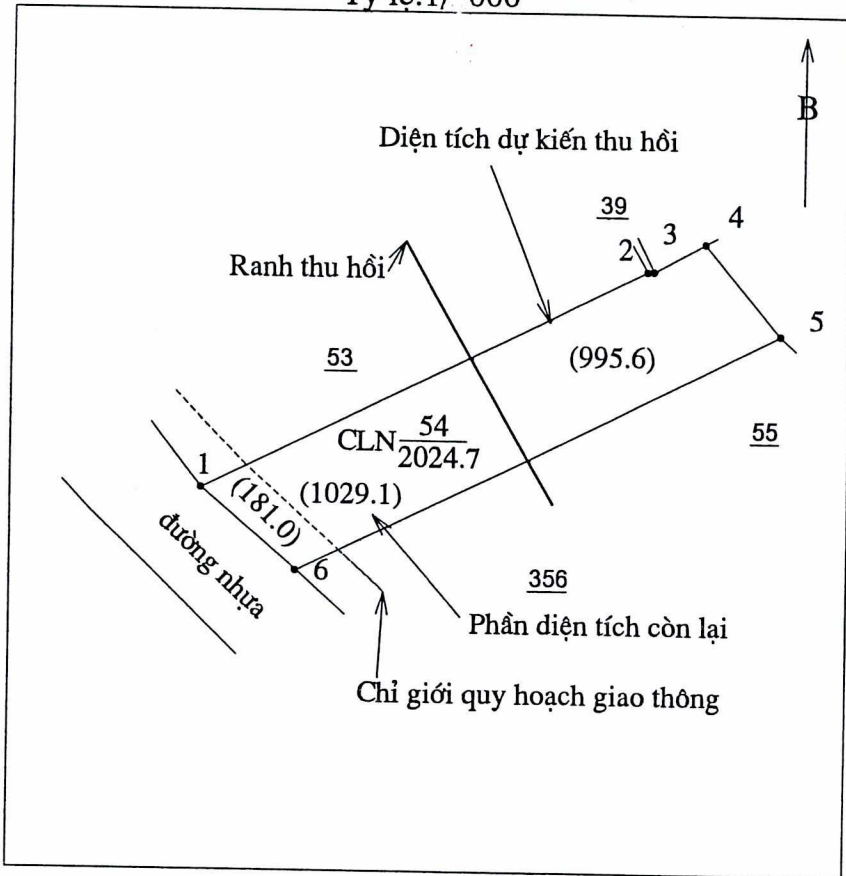 B
Diện tích dự kiến thu hồi
39
4
3
2
Ranh thu hồi
5
53
(995.6)
CLN 54
2024.7
55
1
(181.0)
(1029.1)
đường nhựa
6
356
Phần diện tích còn lại
Chỉ giới quy hoạch giao thông